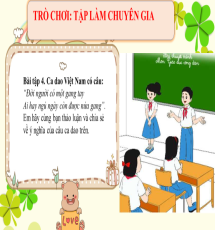 TRÒ CHƠI: TẬP LÀM CHUYÊN GIA
Bài tập 4. Ca dao Việt Nam có câu:
"Đời người có một gang tay
Ai hay ngủ ngày còn được nửa gang".
Em hãy cùng bạn thảo luận và chia sẻ
về ý nghĩa của câu ca dao trên.
Love